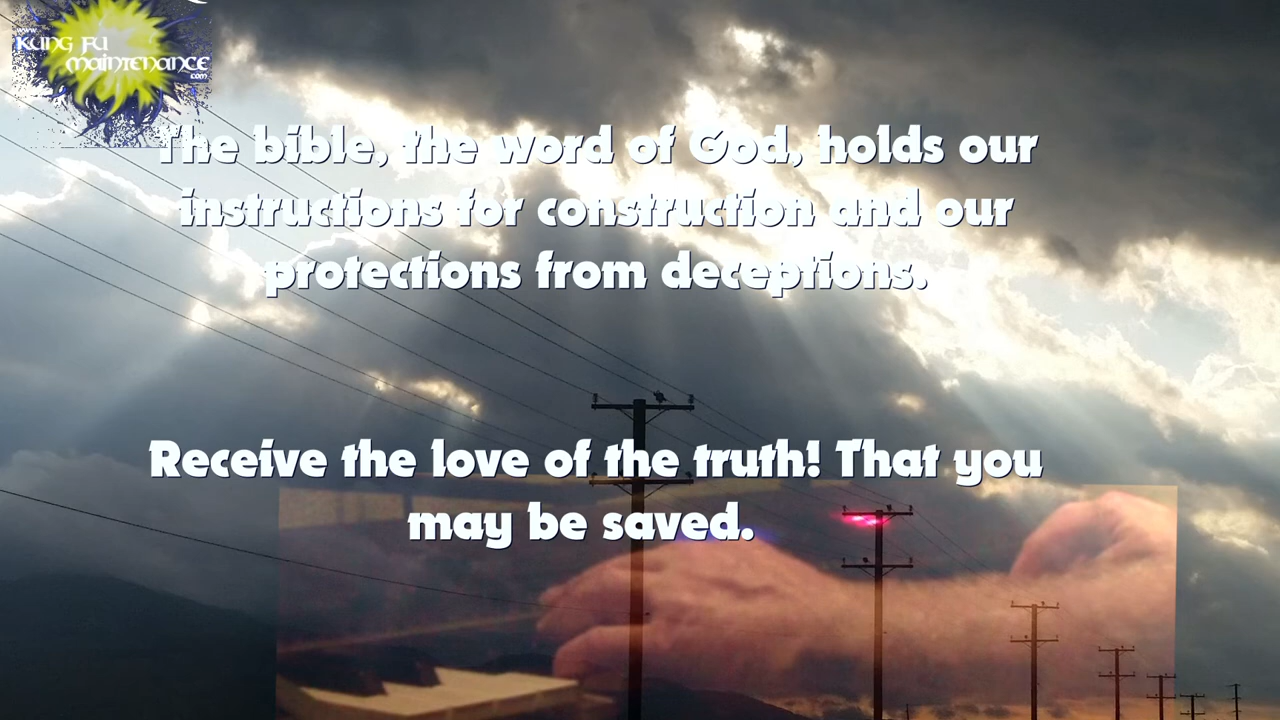 www.
KUNG FU
MAINTENANCE
.com
The bible, the word of God, holds our
instructions for construction and our
protections from deceptions.
Receive the love of the truth! That you
may be saved.